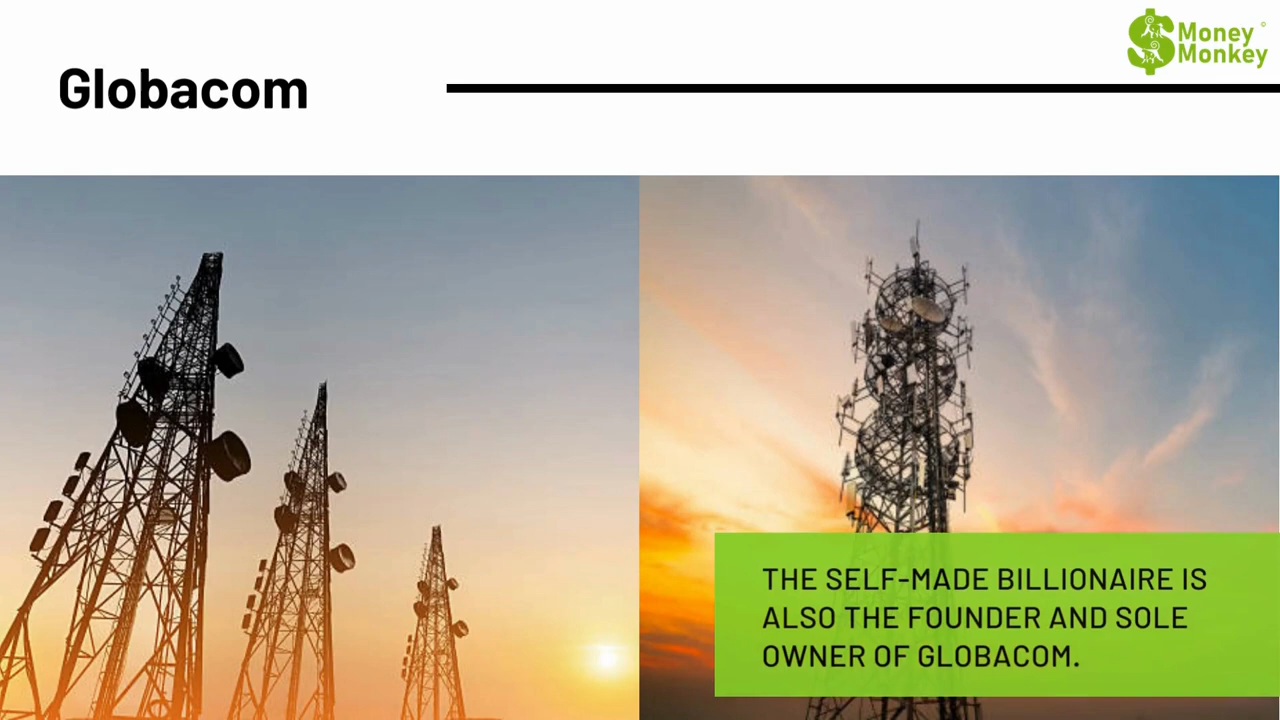 Money
Monkey
©
Globacom
THE SELF-MADE BILLIONAIRE IS
ALSO THE FOUNDER AND SOLE
OWNER OF GLOBACOM.